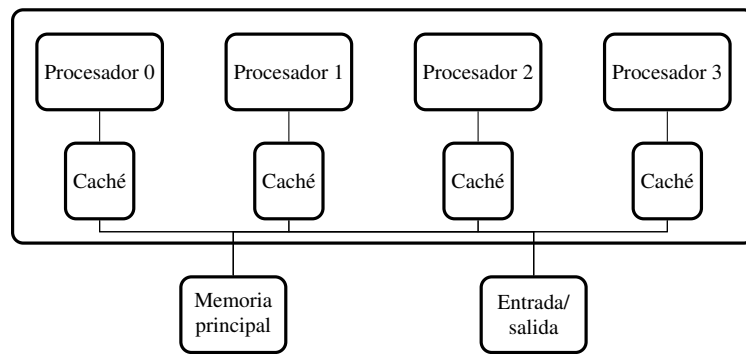 Procesador 0
Procesador 1
Procesador 2
Procesador 3
Caché
Caché
Caché
Caché
Memoria
principal
Entrada/
salida